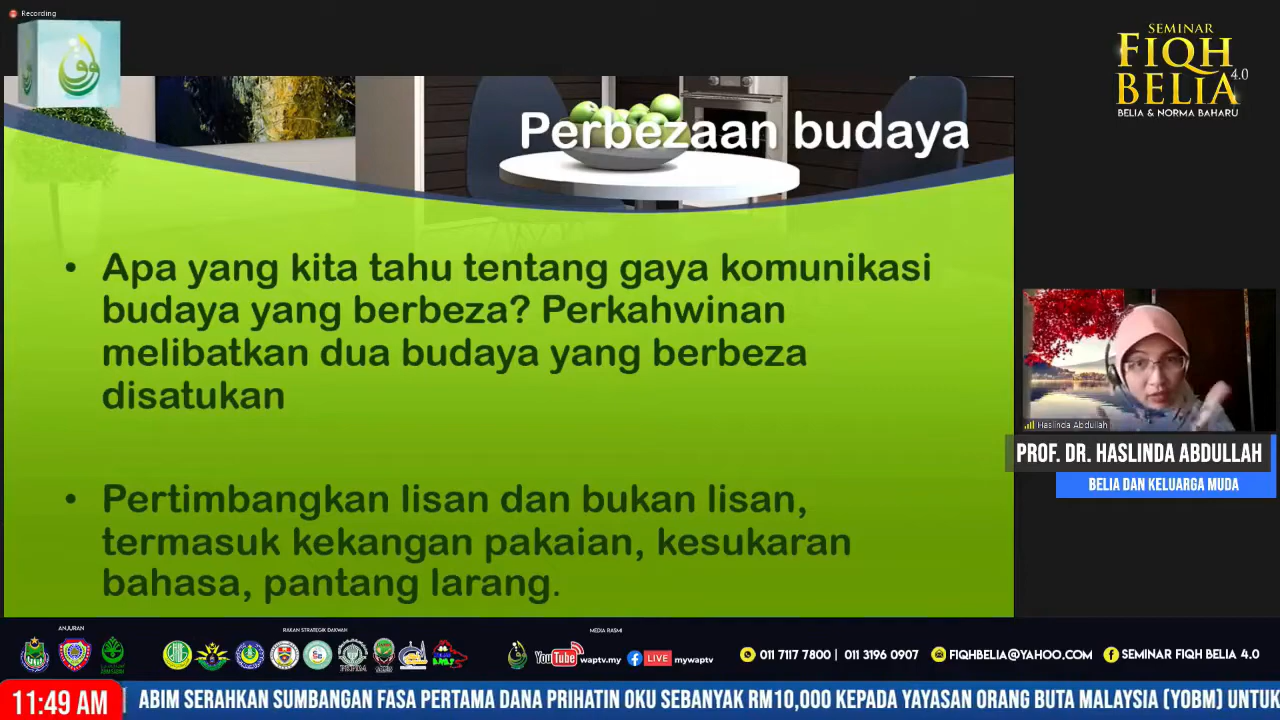 Recording
SEMINAR
FIQH
BELIA 4.0
BELIA & NORMA BAHARU
Perbezaan budaya
• Apa yang kita tahu tentang gaya komunikasi
budaya yang berbeza? Perkahwinan
melibatkan dua budaya yang berbeza
disatukan
• Pertimbangkan lisan dan bukan lisan,
termasuk kekangan pakaian, kesukaran
bahasa, pantang larang.
Haslinda Abdullah
PROF. DR. HASLINDA ABDULLAH
BELIA DAN KELUARGA MUDA
ANJURAN
RAKAN STRATEGIK DAKWAH
MEDIA RASMI
YouTube waptv.my LIVE mywaptv
011 7117 7800 | 011 3196 0907
FIQHBELIA@YAHOO.COM
SEMINAR FIQH BELIA 4.0
11:49 AM
ABIM SERAHKAN SUMBANGAN FASA PERTAMA DANA PRIHATIN OKU SEBANYAK RM10,000 KEPADA YAYASAN ORANG BUTA MALAYSIA (YOBM) UNTUK